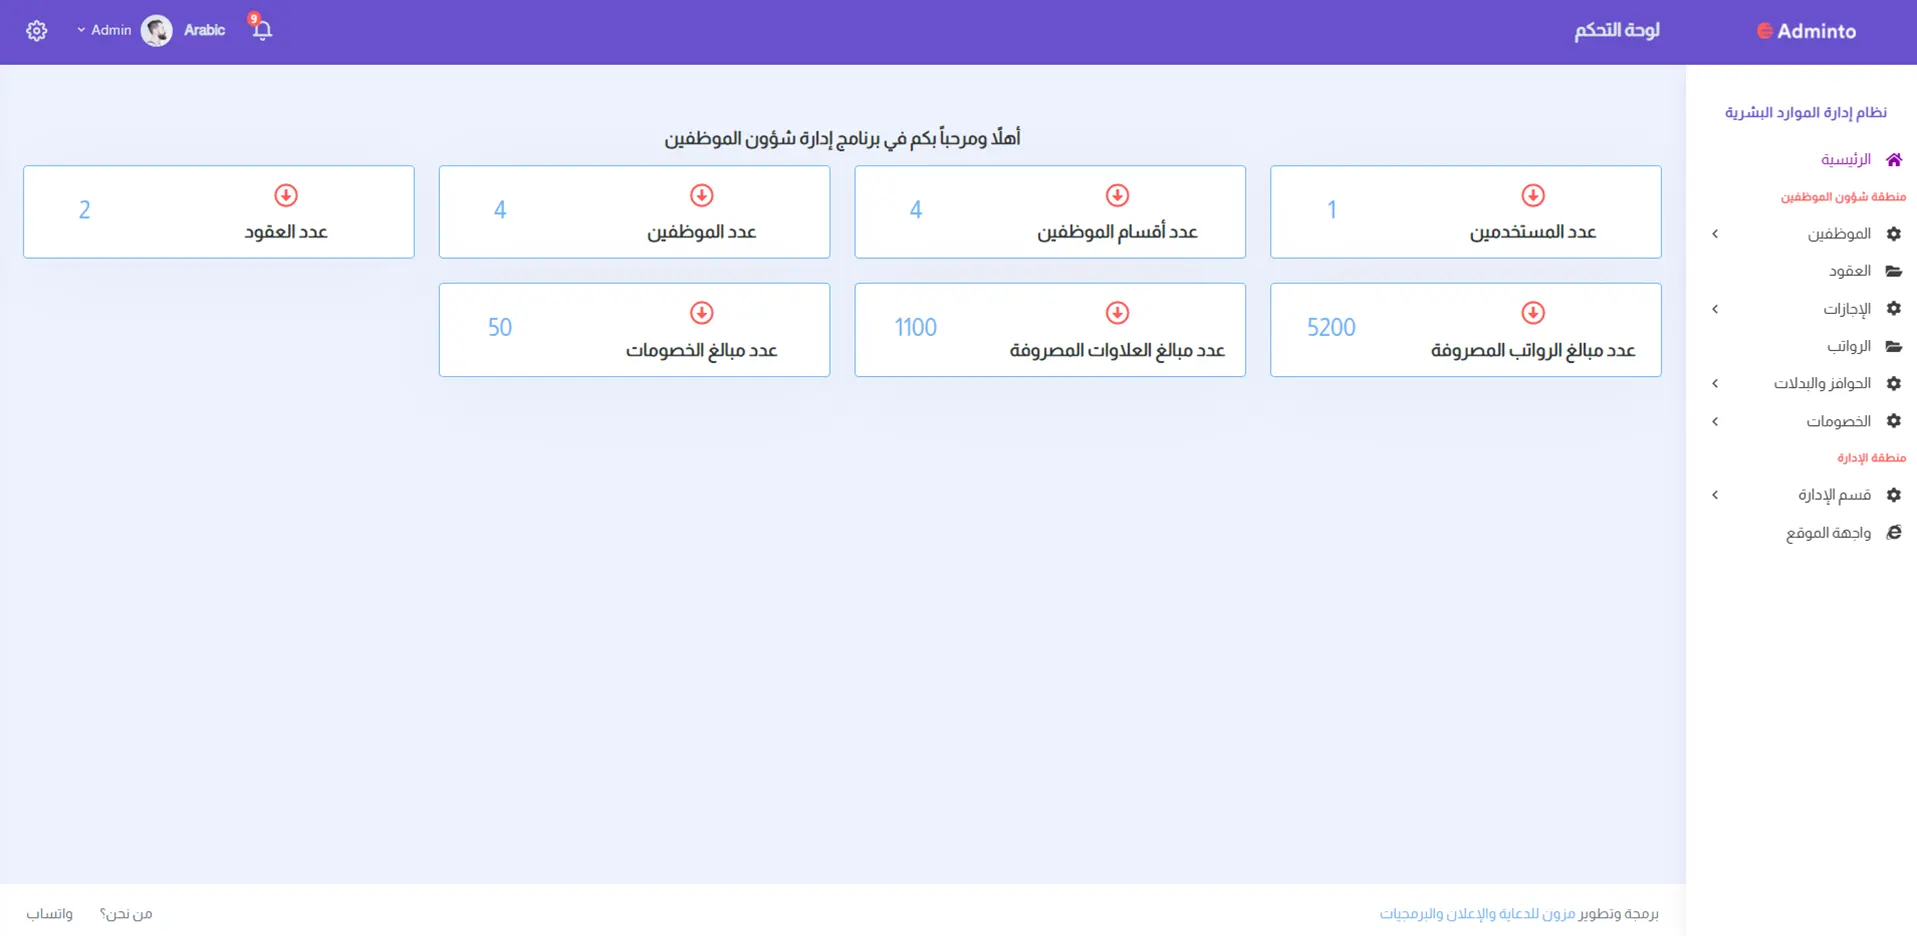 Adminto
لوحة التحكم
9
Arabic
Admin
نظام إدارة الموارد البشرية
الرئيسية
منطقة شؤون الموظفين
الموظفين
العقود
الإجازات
الرواتب
الحوافز والبدلات
الخصومات
منطقة الإدارة
قسم الإدارة
واجهة الموقع
أهلاً ومرحباً بكم في برنامج إدارة شؤون الموظفين
عدد المستخدمين
1
عدد أقسام الموظفين
4
عدد الموظفين
4
عدد العقود
2
عدد مبالغ الرواتب المصروفة
5200
عدد مبالغ العلاوات المصروفة
1100
عدد مبالغ الخصومات
50
برمجة وتطوير مزون للدعاية والإعلان والبرمجيات
من نحن؟
واتساب